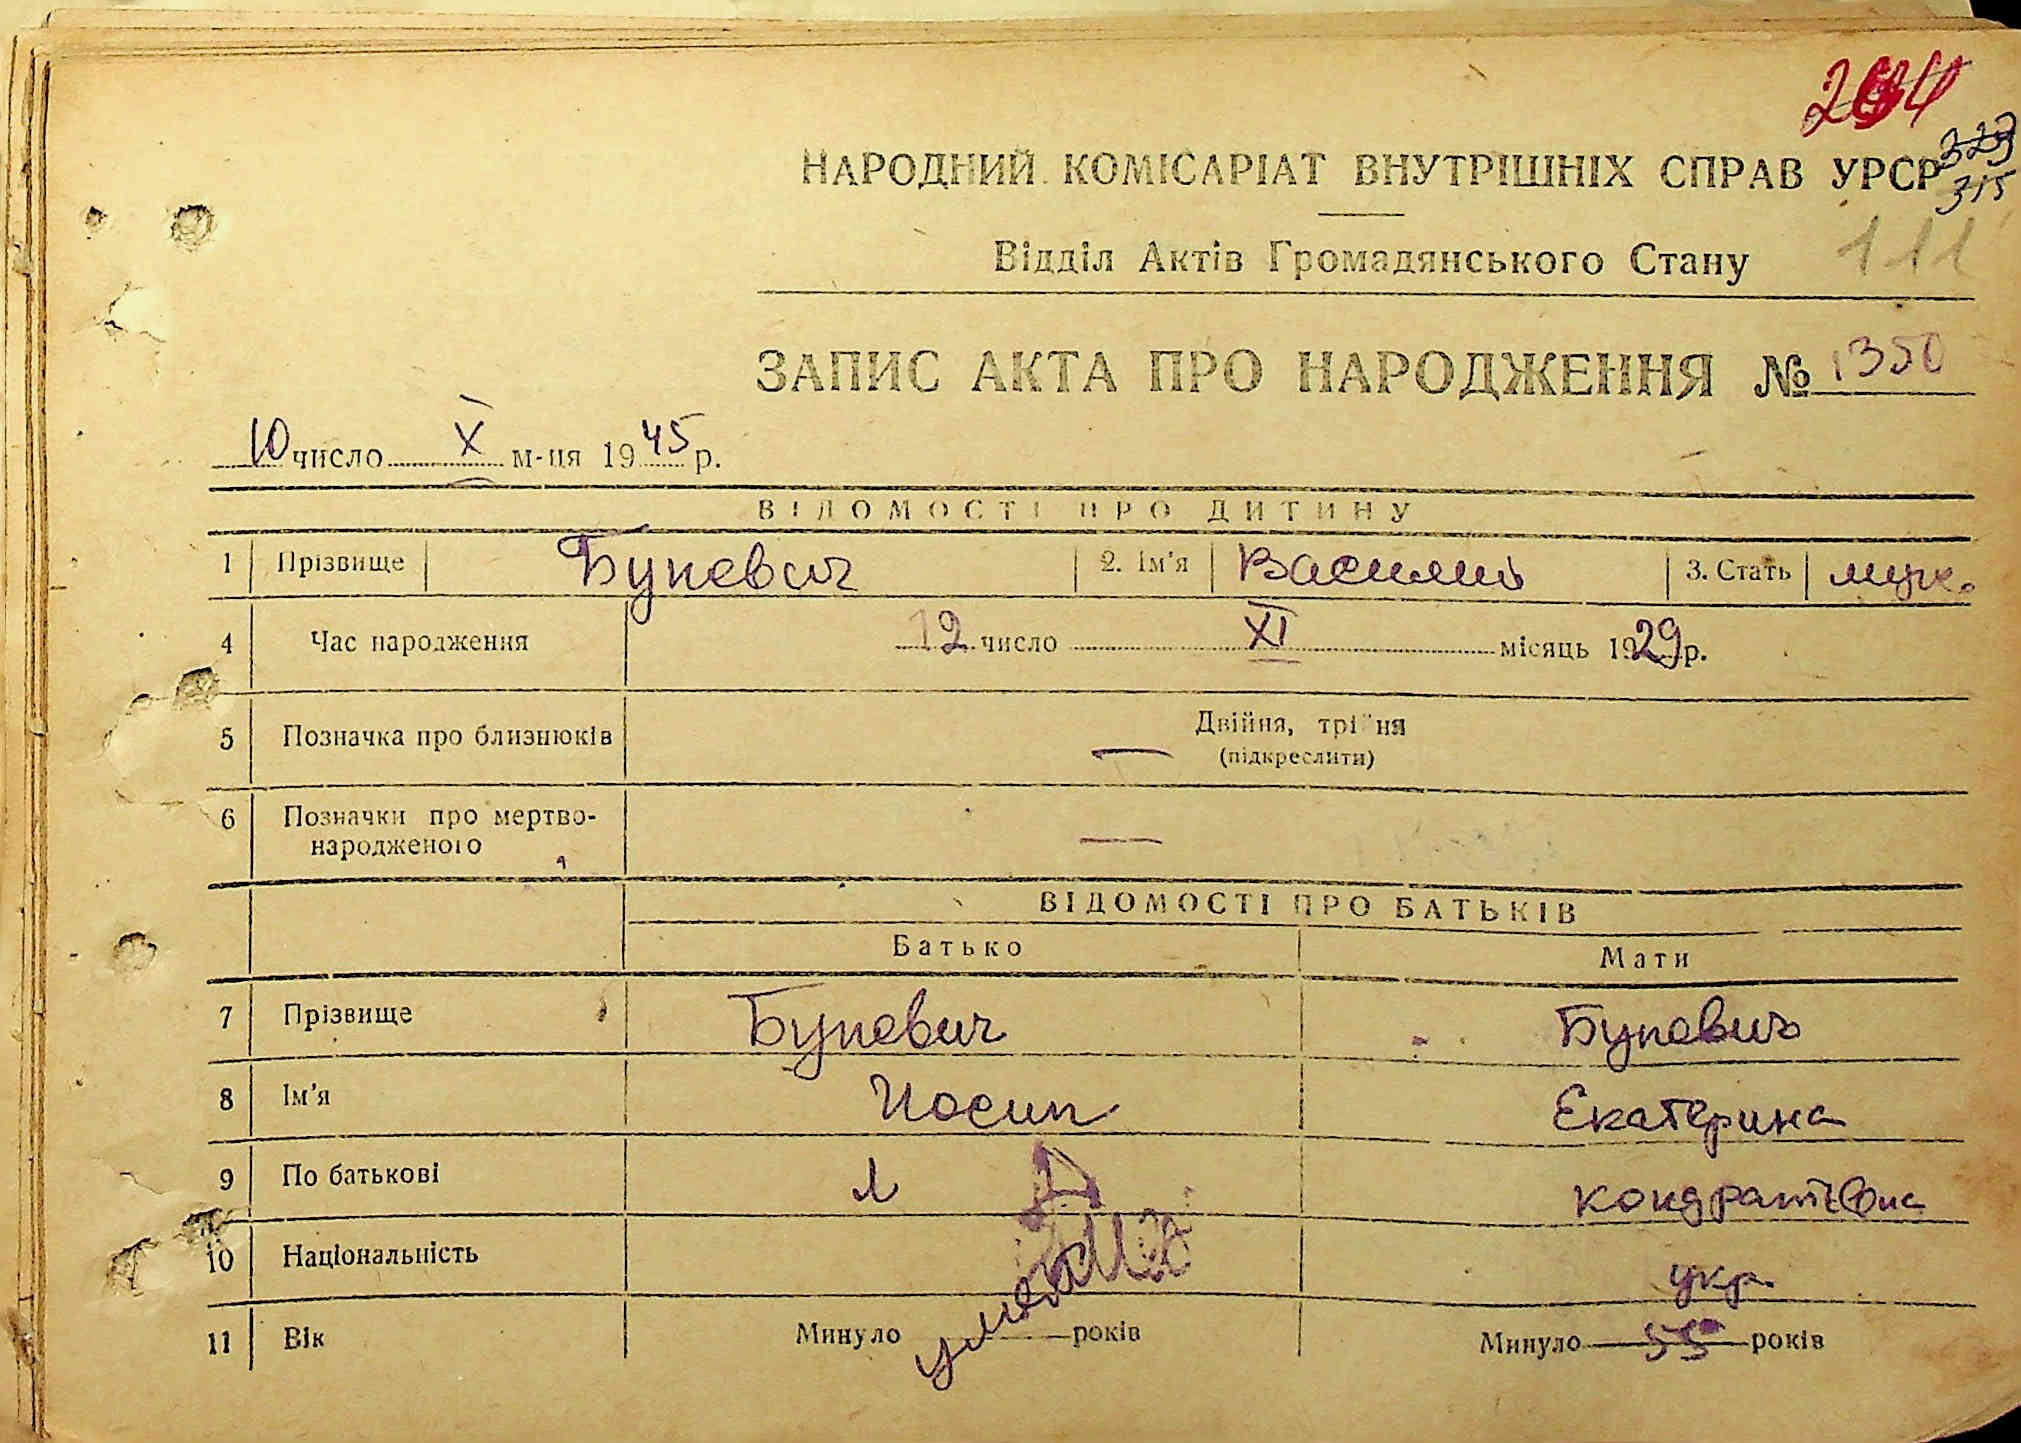 НАРОДНИЙ КОМІСАРІАТ ВНУТРІШНІХ СПРАВ УРСР
315
Відділ Актів Громадянського Стану 111
ЗАПИС АКТА ПРО НАРОДЖЕННЯ № 1350
10 число X м-ця 1945 р.
ВІДОМОСТІ ПРО ДИТИНУ
1 Прізвище Буневич 2. Ім'я Василий 3. Стать муж.
4 Час народження 12 число XI місяць 1929 р.
5 Позначка про близнюків — Двійня, трійня
(підкреслити)
6 Позначки про мертво-
народженого —
ВІДОМОСТІ ПРО БАТЬКІВ
Батько Мати
7 Прізвище Буневич Буневич
8 Ім'я Иосип Екатерина
9 По батькові Кондратівна
10 Національність укр.
11 Вік Минуло років Минуло 55 років